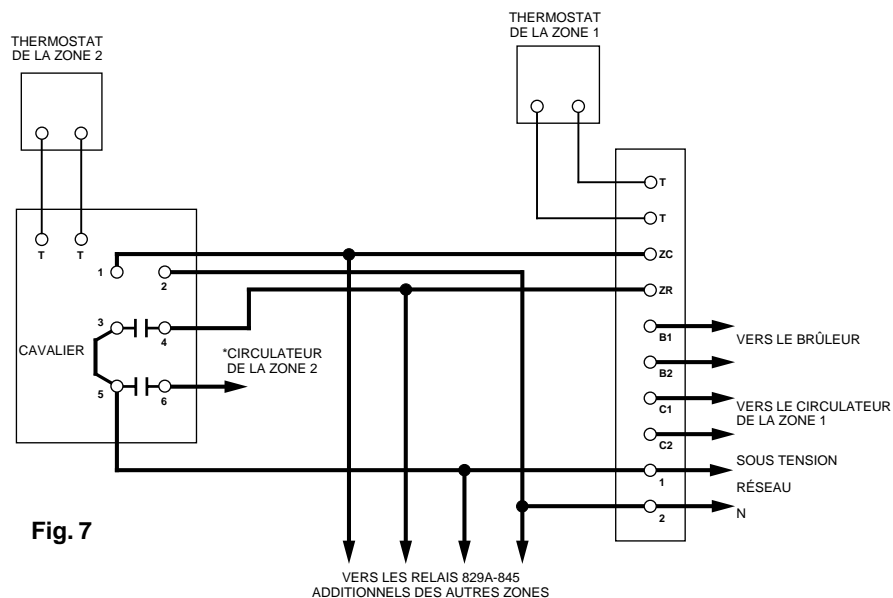 THERMOSTAT
DE LA ZONE 2
THERMOSTAT
DE LA ZONE 1
T
T
ZC
ZR
B1
VERS LE BRÛLEUR
B2
C1
VERS LE CIRCULATEUR
DE LA ZONE 1
C2
1
SOUS TENSION
RÉSEAU
2
N
T T
1
2
3
4
CAVALIER
*CIRCULATEUR
DE LA ZONE 2
5
6
Fig. 7
VERS LES RELAIS 829A-845
ADDITIONNELS DES AUTRES ZONES